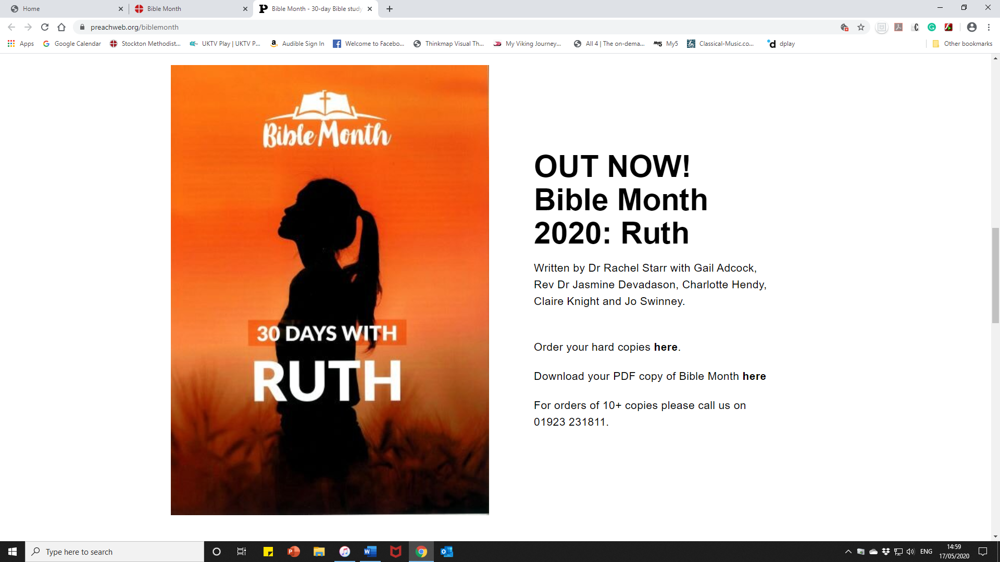 Home
Bible Month
Bible Month - 30-day Bible study
preachweb.org/biblemonth
Apps
Google Calendar
Stockton Methodist...
UKTV Play | UKTV P...
Audible Sign In
Welcome to Facebo...
Thinkmap Visual Th...
My Viking Journey...
All 4 | The on-dema...
My5
Classical-Music.co...
dplay
Other bookmarks
Bible Month
30 DAYS WITH
RUTH
OUT NOW!
Bible Month
2020: Ruth
Written by Dr Rachel Starr with Gail Adcock,
Rev Dr Jasmine Devadason, Charlotte Hendy,
Claire Knight and Jo Swinney.
Order your hard copies here.
Download your PDF copy of Bible Month here
For orders of 10+ copies please call us on
01923 231811.
Type here to search
ENG
14:59
17/05/2020